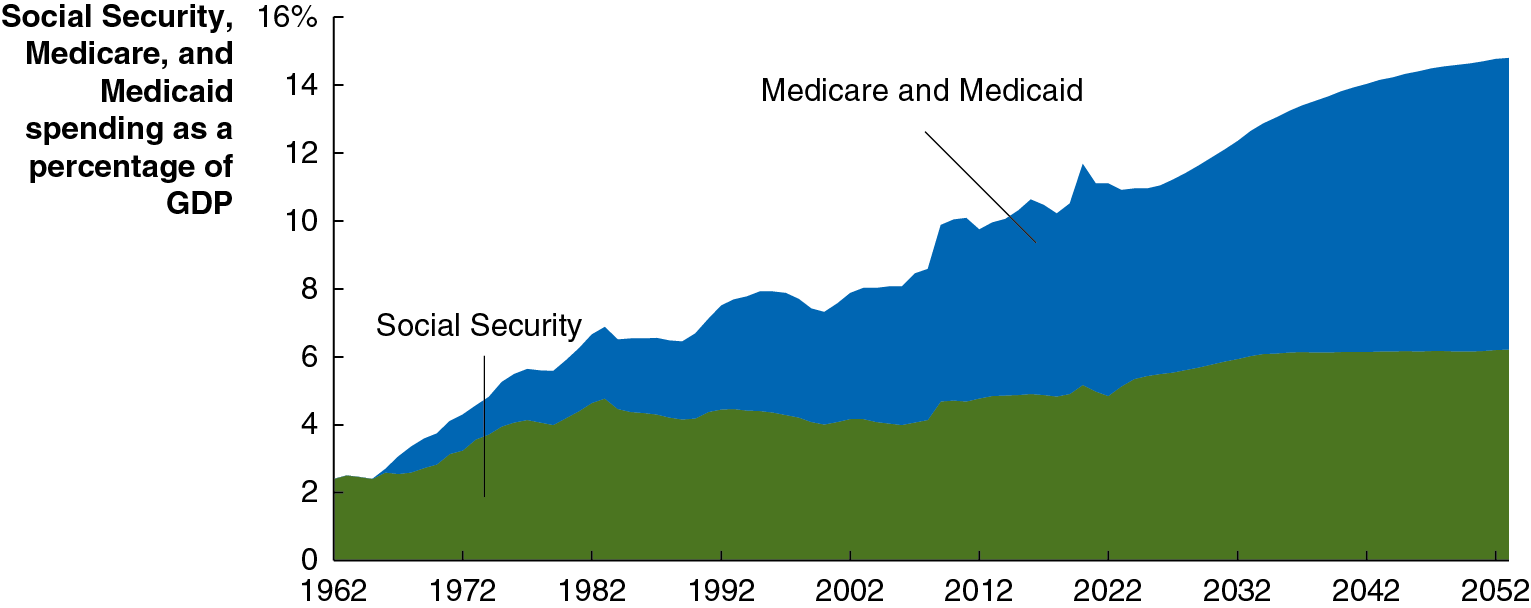 Social Security,
Medicare, and
Medicaid
spending as a
percentage of
GDP
16%
14
12
10
8
6
4
2
0
Medicare and Medicaid
Social Security
1962 1972 1982 1992 2002 2012 2022 2032 2042 2052